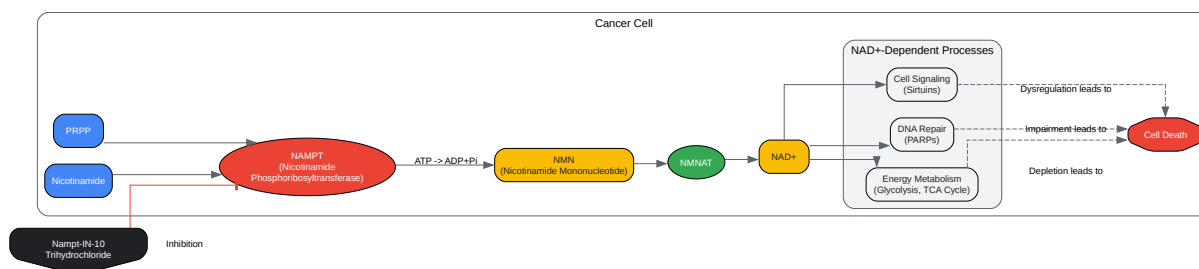 Cancer Cell
NAD+-Dependent Processes
Cell Signaling
(Sirtuins)
Dysregulation leads to
PRPP
DNA Repair
(PARPs)
Impairment leads to
Cell Death
NAMPT
(Nicotinamide
Phosphoribosyltransferase)
ATP -> ADP+Pi
NMN
(Nicotinamide Mononucleotide)
NMNAT
NAD+
Nicotinamide
Energy Metabolism
(Glycolysis, TCA Cycle)
Depletion leads to
Nampt-IN-10
Trihydrochloride
Inhibition